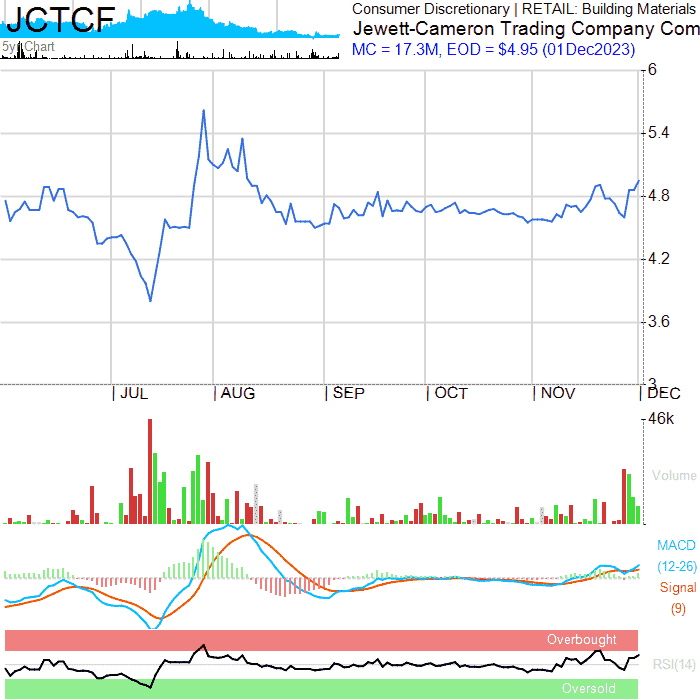 JCTCF
5y Chart
Consumer Discretionary | RETAIL: Building Materials
Jewett-Cameron Trading Company Com
MC = 17.3M, EOD = $4.95 (01Dec2023)
6
5.4
4.8
4.2
3.6
3
JUL AUG SEP OCT NOV DEC
46k
Volume
MACD
(12-26)
Signal
(9)
Overbought
RSI(14)
Oversold